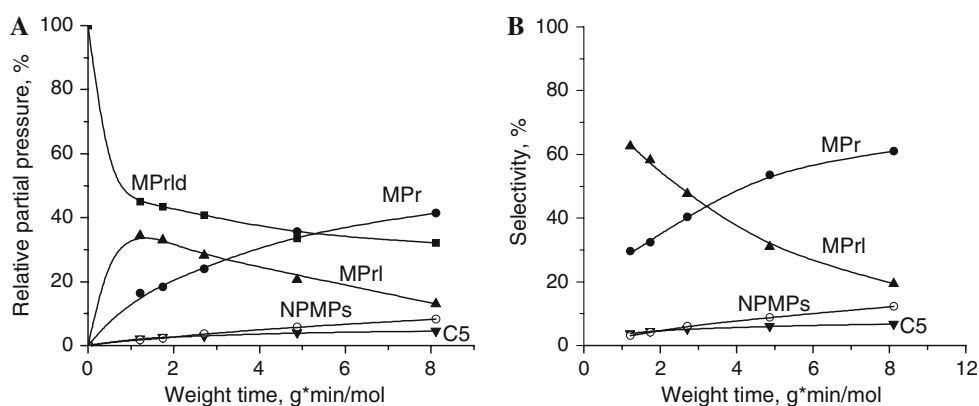 A
Relative partial pressure, %
100
80
60
40
20
0
MPrld
MPr
MPrl
NPMPs
C5
0 2 4 6 8
Weight time, g*min/mol
B
Selectivity, %
100
80
60
40
20
0
MPr
MPrl
NPMPs
C5
0 2 4 6 8 10 12
Weight time, g*min/mol